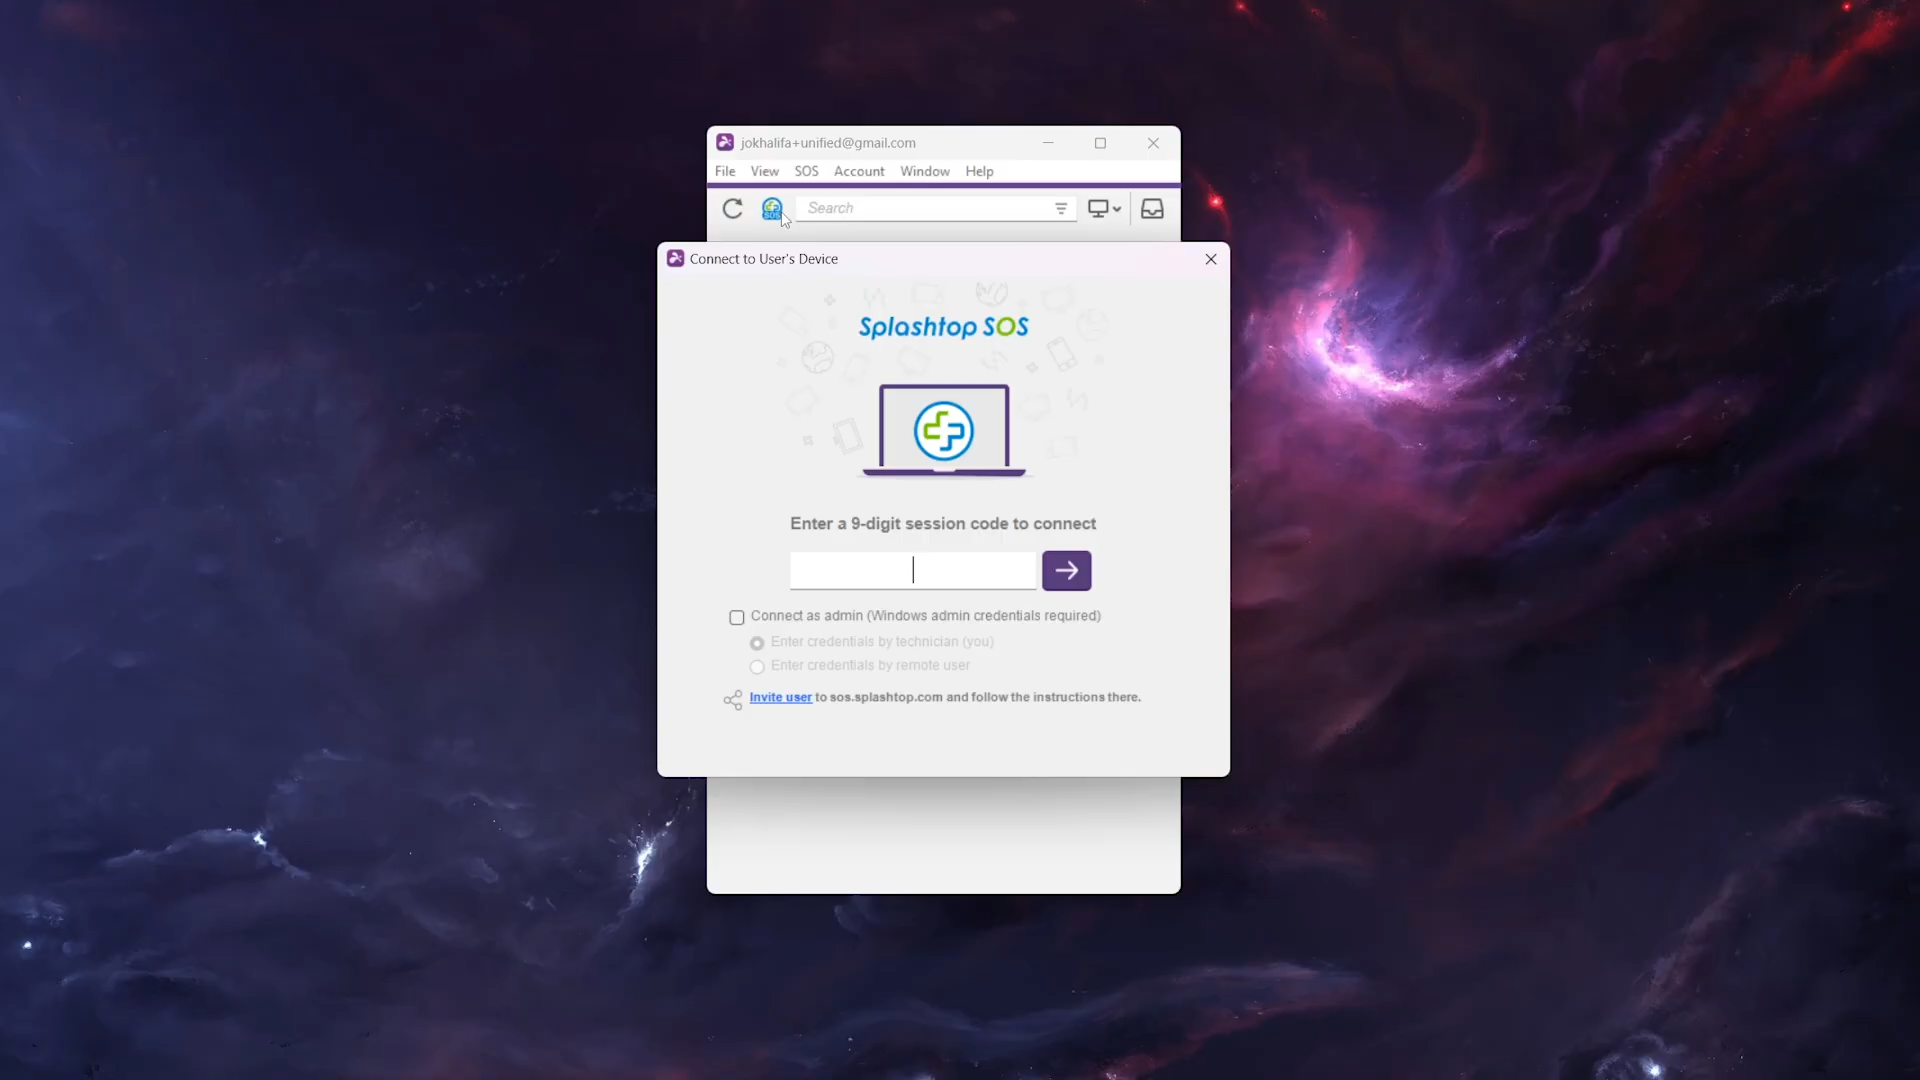 jokhalifa+unified@gmail.com
File View SOS Account Window Help
SOS Search
Connect to User's Device
Splashtop SOS
Enter a 9-digit session code to connect
Connect as admin (Windows admin credentials required)
Enter credentials by technician (you)
Enter credentials by remote user
Invite user to sos.splashtop.com and follow the instructions there.